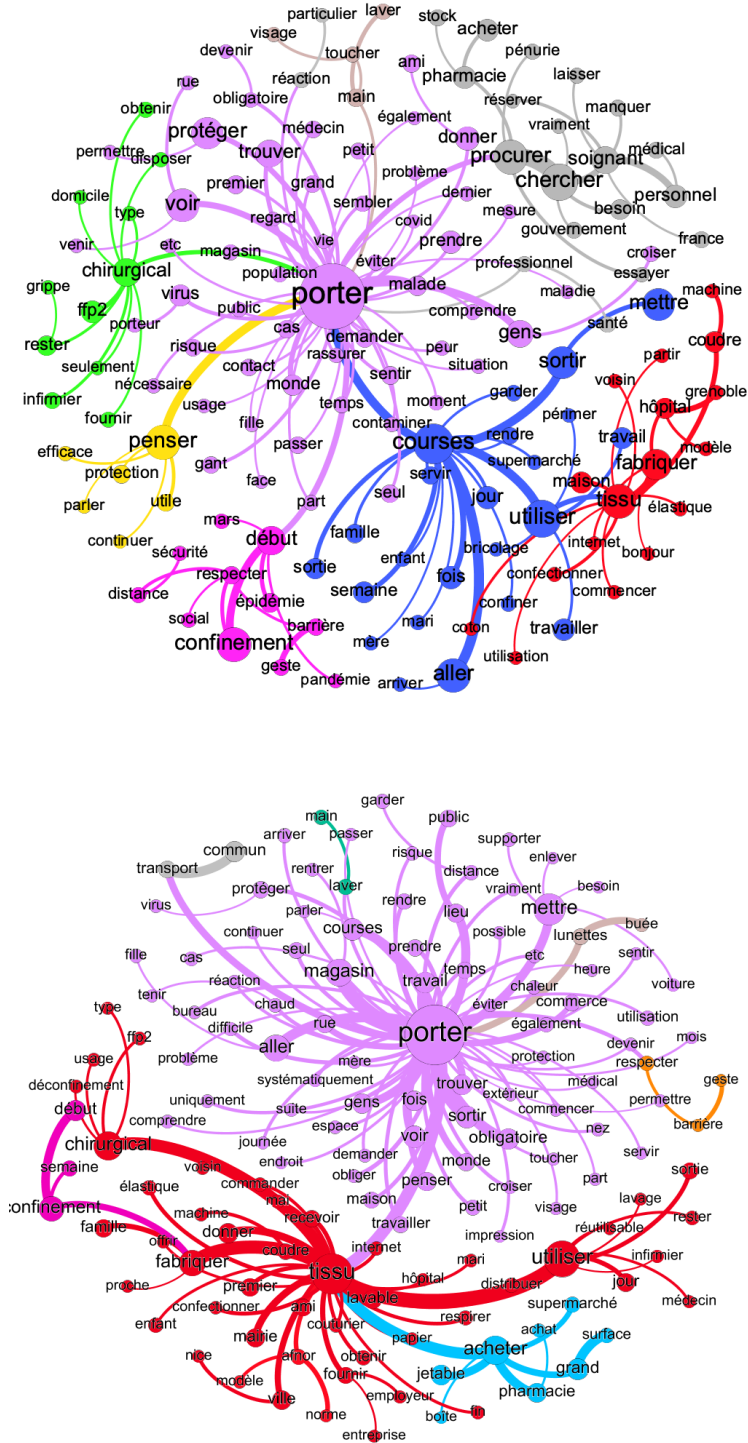 particulier
laver
stock
acheter
visage
devenir
toucher
ami
pénurie
rue
réaction
pharmacie
laisser
obtenir
obligatoire
main
réserver
manquer
protéger
médecin
également
donner
vraiment
permettre
disposer
trouver
petit
procurer
soignant
médical
premier
grand
problème
chercher
personnel
domicile
voir
sembler
dernier
besoin
type
regard
covid
mesure
gouvernement
venir
etc
magasin
vie
prendre
france
éviter
professionnel
croiser
chirurgical
population
essayer
grippe
virus
porter
malade
maladie
machine
ffp2
public
comprendre
mettre
porteur
cas
santé
rester
risque
demander
gens
coudre
rassurer
peur
sortir
partir
seulement
contact
situation
voisin
nécessaire
monde
sentir
grenoble
infirmier
usage
temps
moment
garder
hôpital
fournir
fille
contaminer
périmer
penser
courses
rendre
travail
modèle
efficace
passer
supermarché
fabriquer
protection
gant
servir
maison
face
seul
jour
tissu
parler
utile
part
utiliser
élastique
mars
continuer
début
famille
internet
sécurité
enfant
bricolage
bonjour
sortie
respecter
fois
confectionner
distance
épidémie
semaine
confiner
commencer
social
barrière
mari
coton
travailler
confinement
mère
utilisation
geste
pandémie
arriver
aller
garder
main
passer
public
arriver
supporter
commun
risque
enlever
transport
rentrer
distance
laver
vraiment
besoin
virus
protéger
rendre
mettre
parler
lieu
buée
continuer
courses
possible
lunettes
fille
cas
seul
prendre
etc
sentir
magasin
travail
temps
heure
réaction
chaleur
voiture
tenir
chaud
éviter
commerce
type
bureau
rue
porter
également
utilisation
ffp2
difficile
devenir
mois
usage
problème
aller
mère
protection
respecter
déconfinement
systématiquement
trouver
médical
geste
début
uniquement
gens
fois
extérieur
permettre
suite
sortir
commencer
barrière
comprendre
espace
nez
chirurgical
journée
voir
obligatoire
servir
semaine
voisin
endroit
demander
monde
toucher
élastique
commander
obliger
penser
croiser
part
sortie
mai
maison
confinement
machine
recevoir
petit
visage
lavage
famille
donner
travailler
impression
réutilisable
rester
offrir
coudre
internet
fabriquer
tissu
mari
utiliser
infirmier
proche
premier
hôpital
distribuer
jour
lavable
médecin
confectionner
ami
supermarché
enfant
respirer
mairie
couturier
papier
achat
surface
nice
afnor
acheter
obtenir
grand
modèle
fournir
jetable
ville
employeur
pharmacie
norme
boîte
fin
entreprise